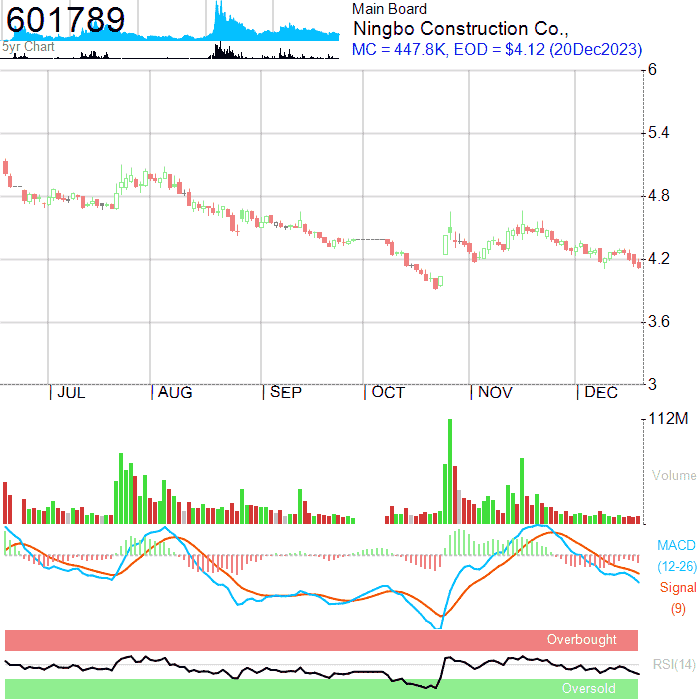 601789
5yr Chart
Main Board
Ningbo Construction Co.,
MC = 447.8K, EOD = $4.12 (20Dec2023)
6
5.4
4.8
4.2
3.6
3
JUL AUG SEP OCT NOV DEC
112M
Volume
MACD
(12-26)
Signal
(9)
Overbought
RSI(14)
Oversold